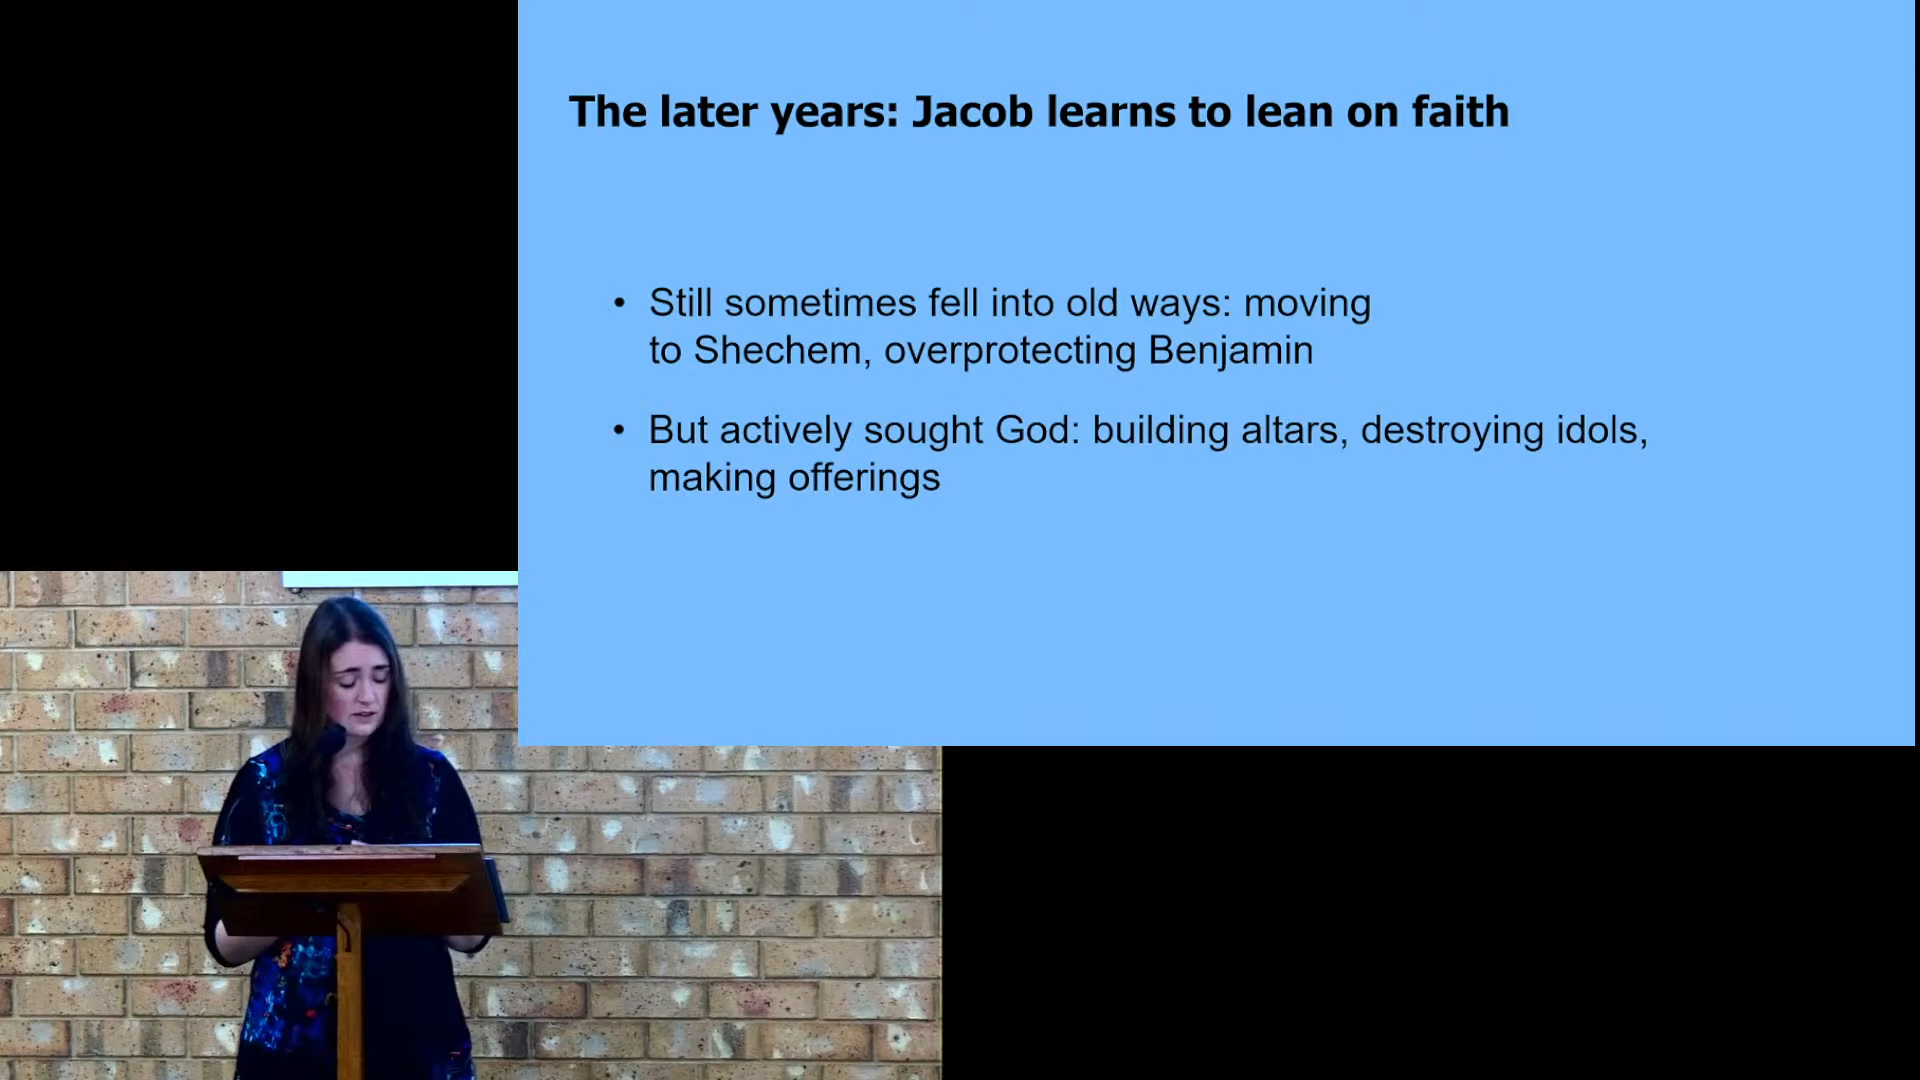 The later years: Jacob learns to lean on faith
• Still sometimes fell into old ways: moving
to Shechem, overprotecting Benjamin
• But actively sought God: building altars, destroying idols,
making offerings